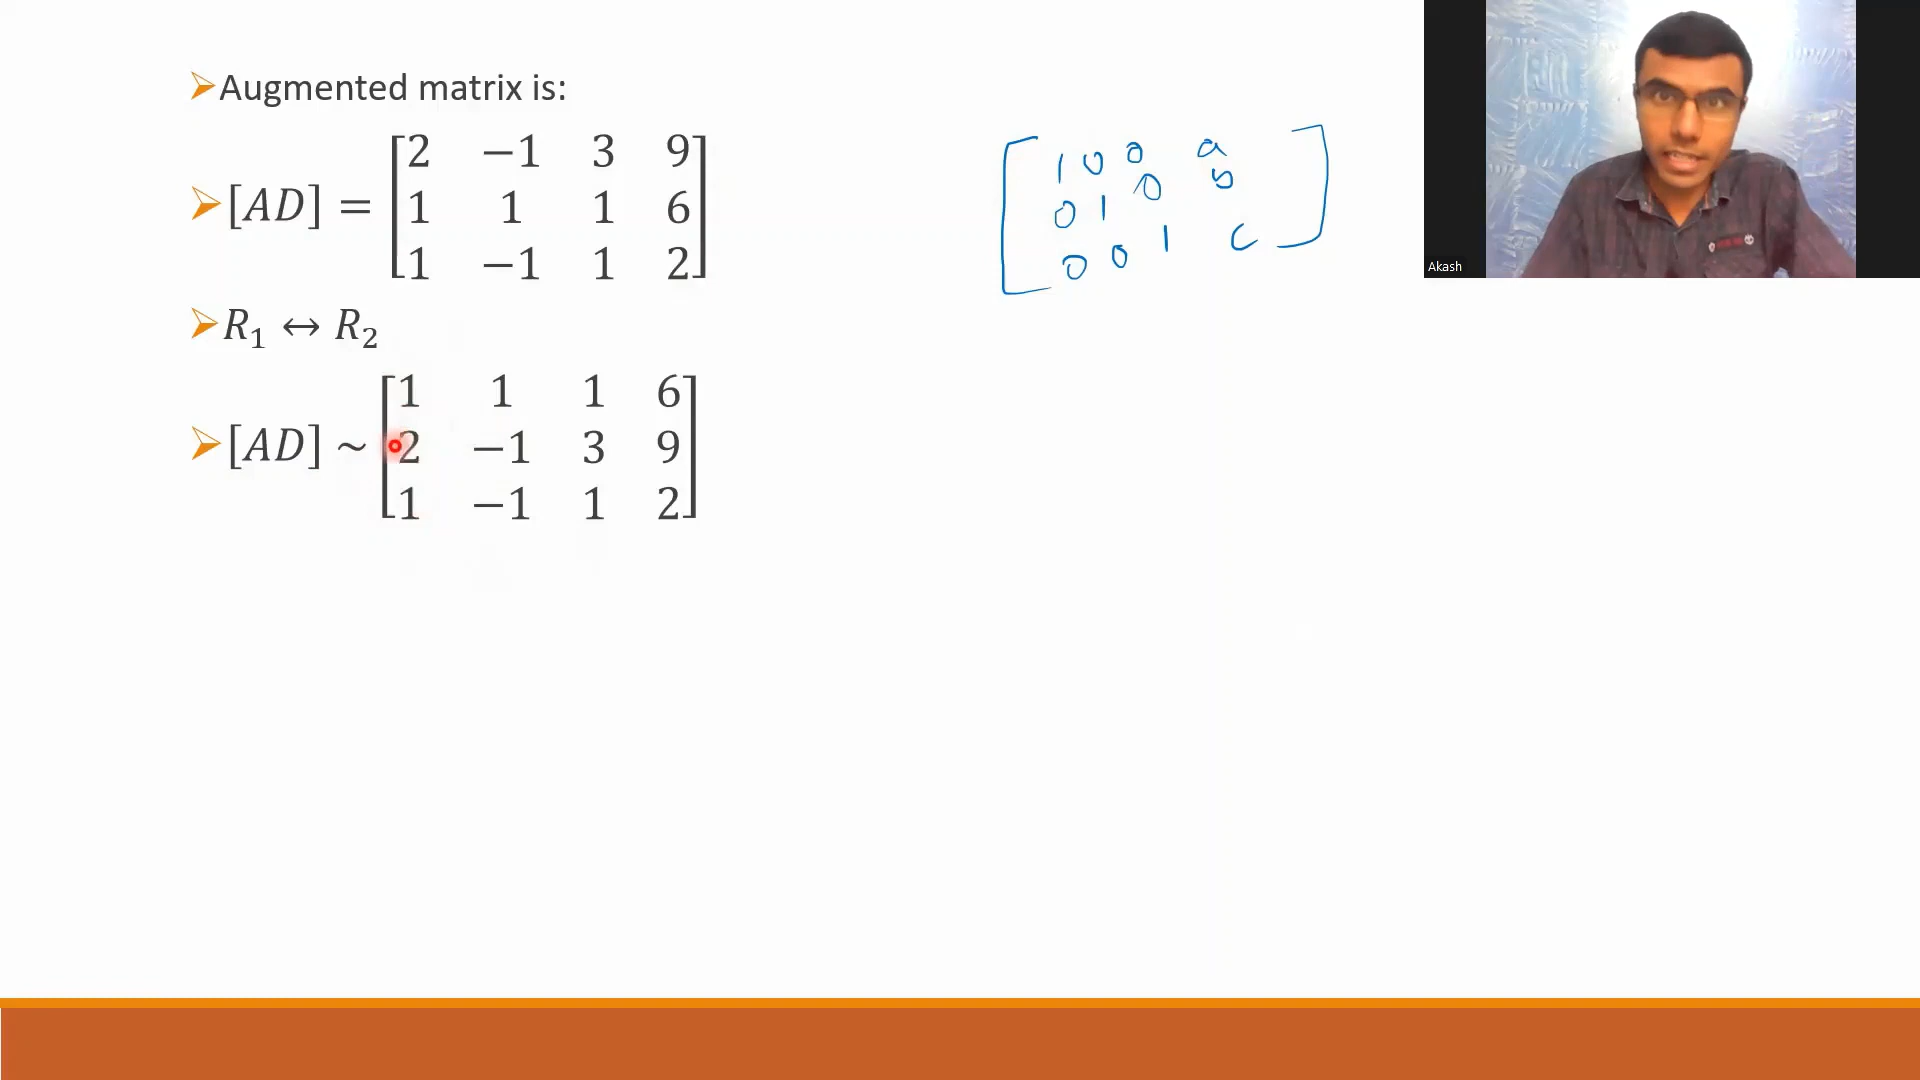 Augmented matrix is:
[AD] = [2 −1 3 9
1 1 1 6
1 −1 1 2]
R₁ ↔ R₂
[AD] ~ [1 1 1 6
2 −1 3 9
1 −1 1 2]
[1 0 0 a
0 1 0 b
0 0 1 c]
Akash